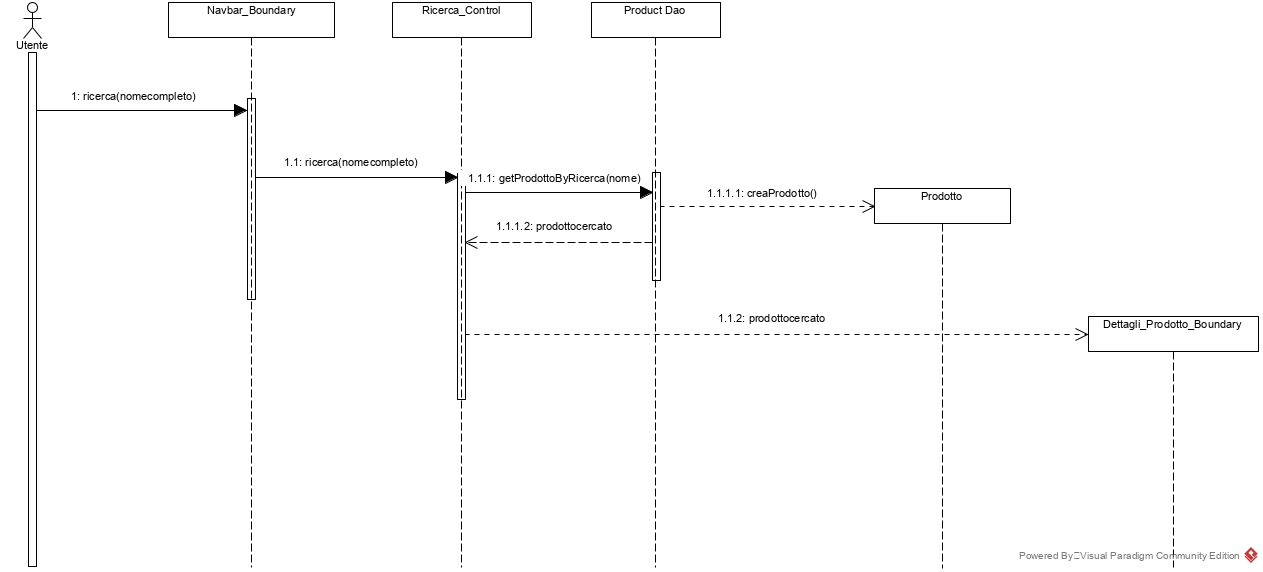 Navbar_Boundary
Ricerca_Control
Product Dao
Utente
1: ricerca(nomecompleto)
1.1: ricerca(nomecompleto)
1.1.1: getProdottoByRicerca(nome)
1.1.1.1: creaProdotto()
Prodotto
1.1.1.2: prodottocercato
1.1.2: prodottocercato
Dettagli_Prodotto_Boundary
Powered By Visual Paradigm Community Edition